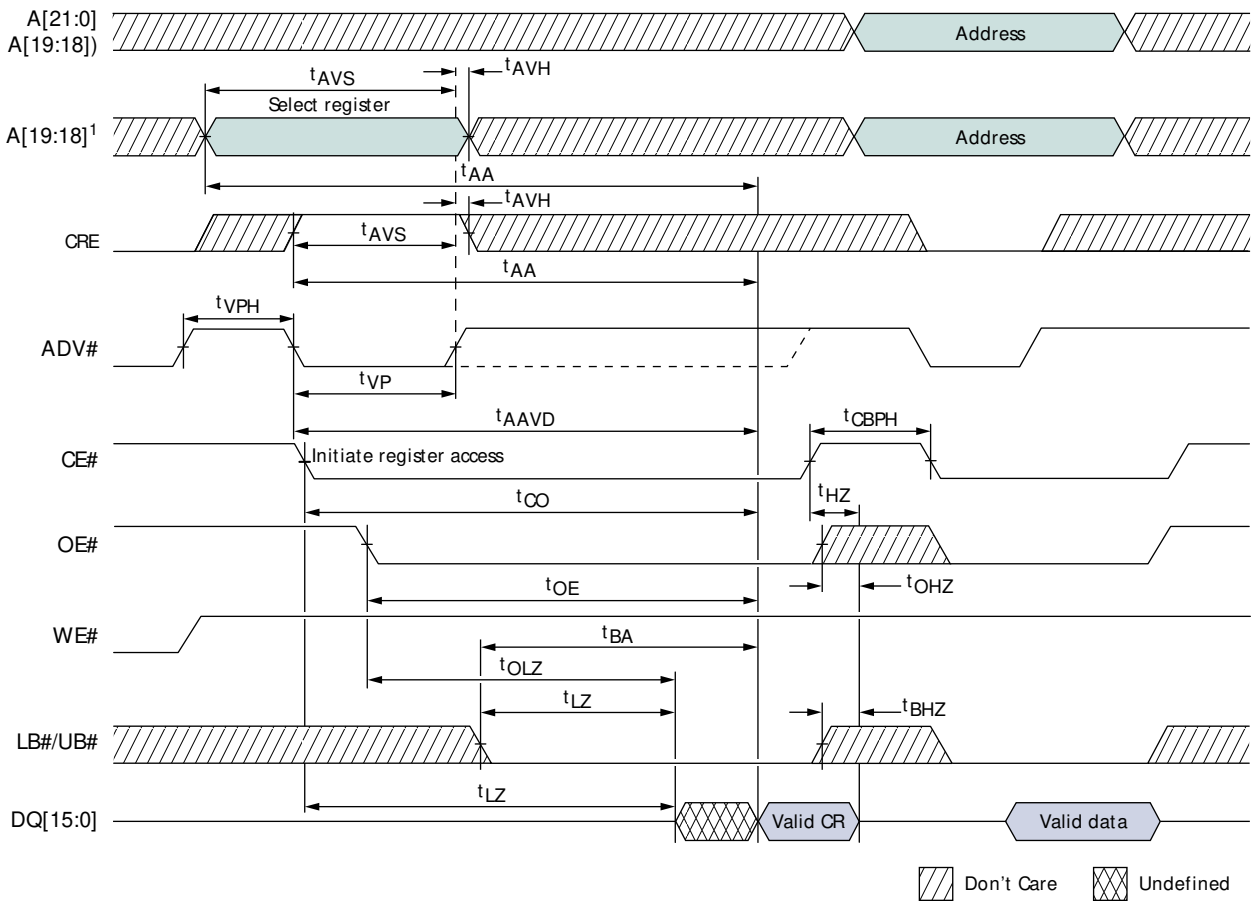 A[21:0]
A[19:18])
Address
tAVS
tAVH
Select register
A[19:18]1
Address
tAA
tAVH
CRE
tAVS
tAA
tVPH
ADV#
tVP
tAAVD
tCBPH
CE#
Initiate register access
tCO
tHZ
OE#
tOE
tOHZ
WE#
tBA
tOLZ
tLZ
tBHZ
LB#/UB#
tLZ
DQ[15:0]
Valid CR
Valid data
Don't Care
Undefined